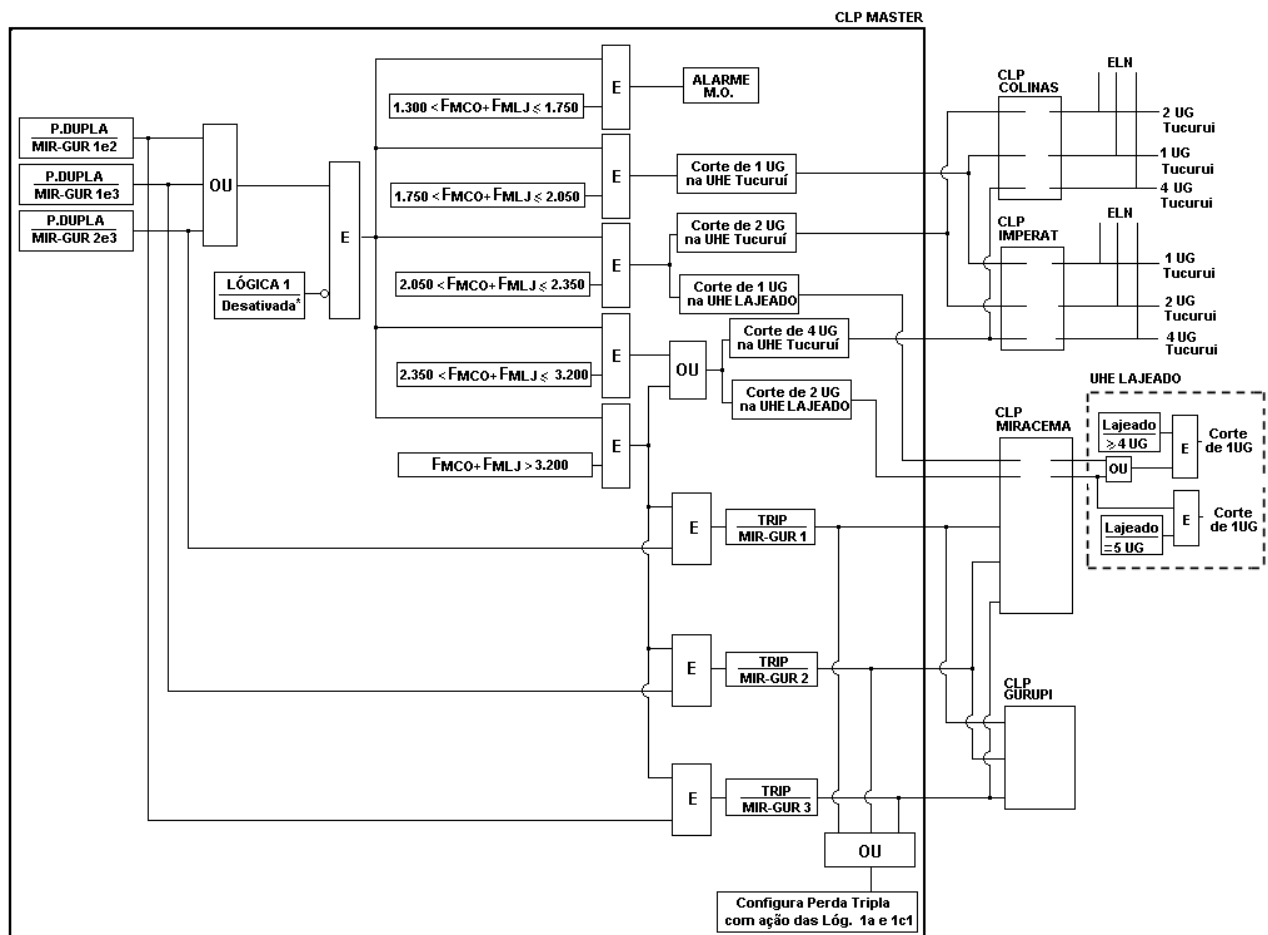 CLP MASTER
P.DUPLA
MIR-GUR 1e2
P.DUPLA
MIR-GUR 1e3
P.DUPLA
MIR-GUR 2e3
OU
LÓGICA 1
Desativada*
E
1.300 < FMCO+ FMLJ ⩽ 1.750
E
ALARME
M.O.
1.750 < FMCO+ FMLJ ⩽ 2.050
E
Corte de 1 UG
na UHE Tucuruí
2.050 < FMCO+ FMLJ ⩽ 2.350
E
Corte de 2 UG
na UHE Tucuruí
Corte de 1 UG
na UHE LAJEADO
2.350 < FMCO+ FMLJ ⩽ 3.200
E
OU
Corte de 4 UG
na UHE Tucuruí
Corte de 2 UG
na UHE LAJEADO
FMCO+ FMLJ > 3.200
E
E
TRIP
MIR-GUR 1
E
TRIP
MIR-GUR 2
E
TRIP
MIR-GUR 3
OU
Configura Perda Tripla
com ação das Lóg. 1a e 1c1
CLP
COLINAS
ELN
2 UG
Tucurui
1 UG
Tucurui
4 UG
Tucurui
CLP
IMPERAT
ELN
1 UG
Tucurui
2 UG
Tucurui
4 UG
Tucurui
CLP
MIRACEMA
UHE LAJEADO
Lajeado
⩾4 UG
OU
E
Corte
de 1UG
Lajeado
=5 UG
E
Corte
de 1UG
CLP
GURUPI